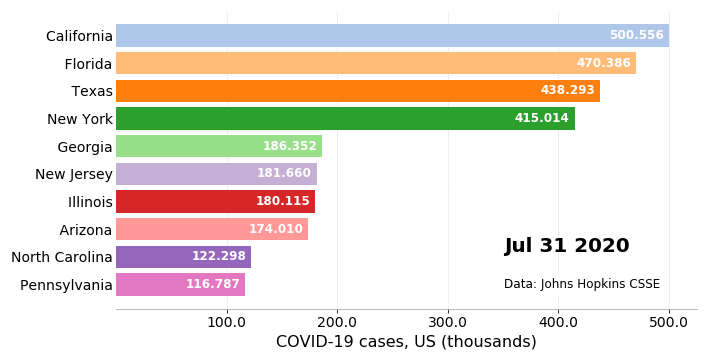 California 500.556
Florida 470.386
Texas 438.293
New York 415.014
Georgia 186.352
New Jersey 181.660
Illinois 180.115
Arizona 174.010
North Carolina 122.298
Pennsylvania 116.787
Jul 31 2020
Data: Johns Hopkins CSSE
100.0 200.0 300.0 400.0 500.0
COVID-19 cases, US (thousands)